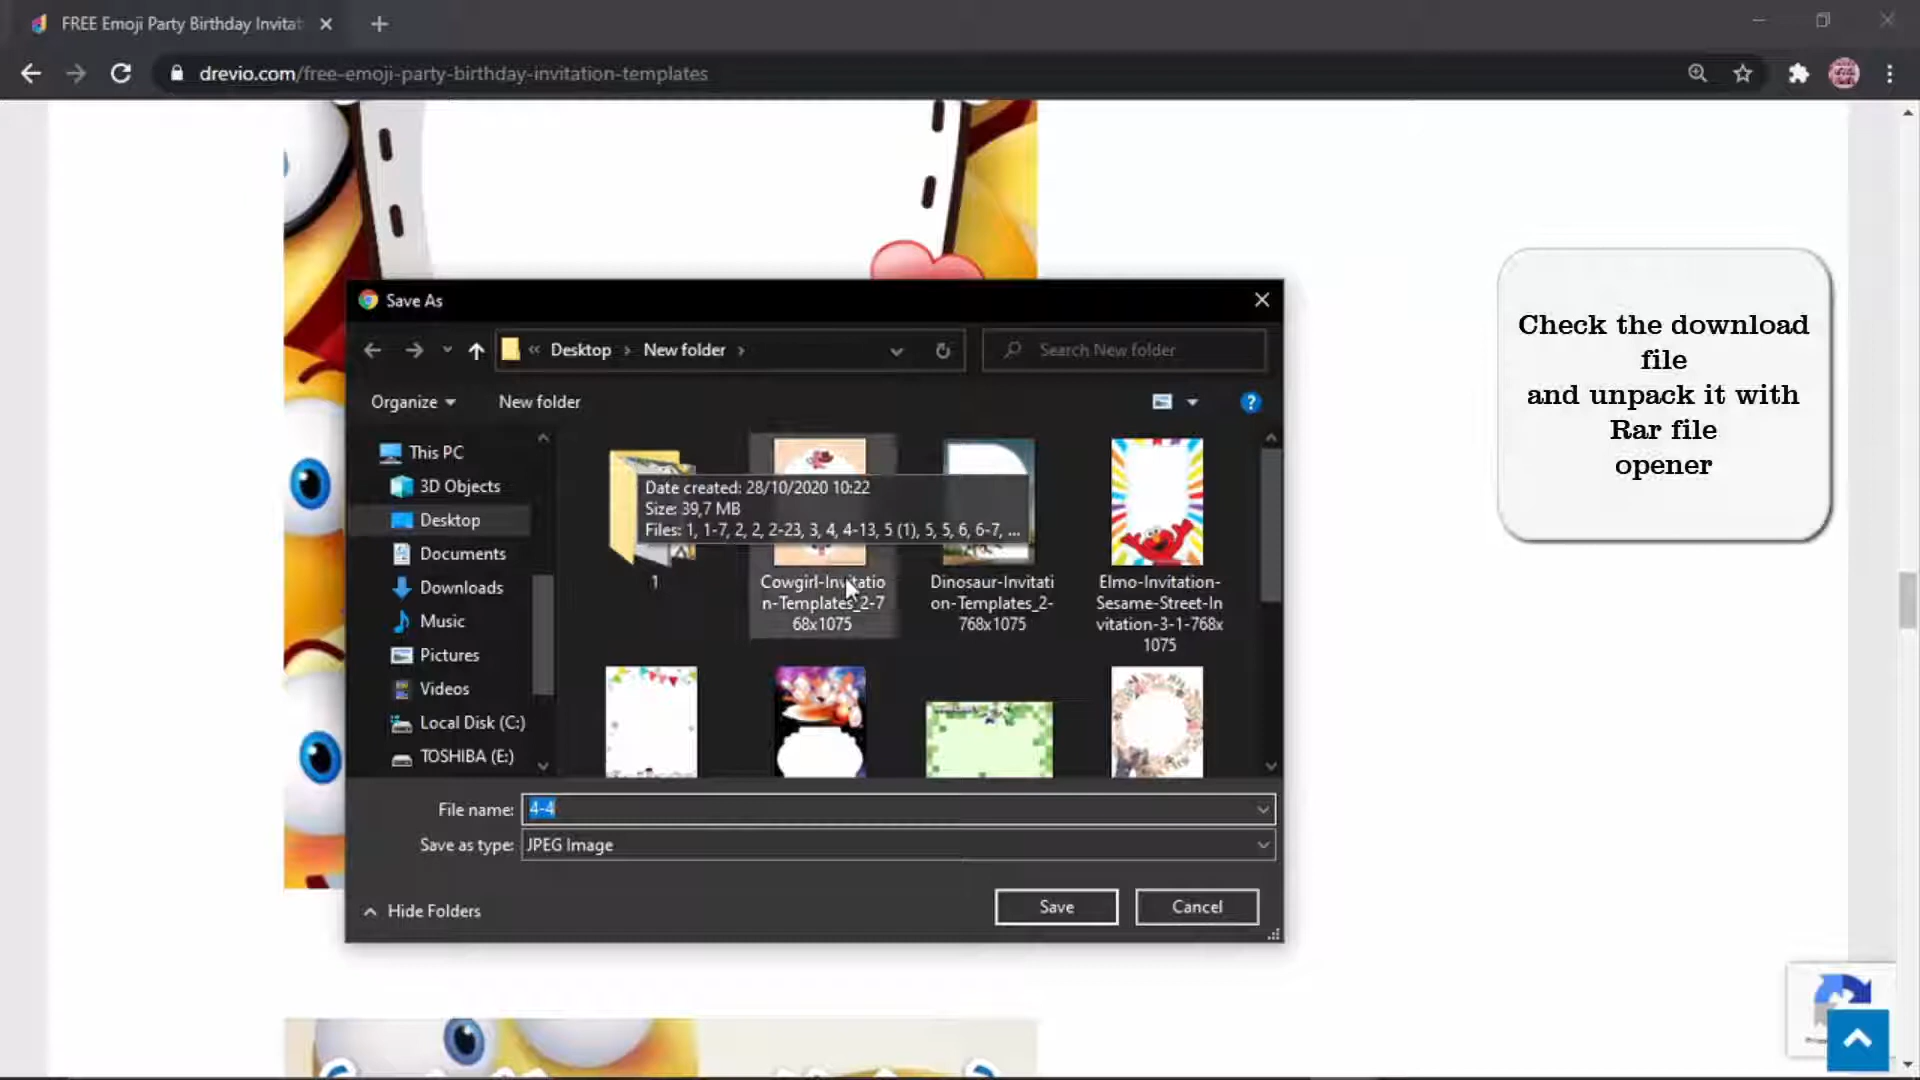 FREE Emoji Party Birthday Invitat
drevio.com/free-emoji-party-birthday-invitation-templates
Save As
« Desktop › New folder ›
Search New folder
Organize
New folder
This PC
3D Objects
Desktop
Documents
Downloads
Music
Pictures
Videos
Local Disk (C:)
TOSHIBA (E:)
Date created: 28/10/2020 10:22
Size: 39,7 MB
Files: 1, 1-7, 2, 2, 2-23, 3, 4, 4-13, 5 (1), 5, 5, 6, 6-7, ...
1
Cowgirl-Invitatio
n-Templates_2-7
68x1075
Dinosaur-Invitati
on-Templates_2-
768x1075
Elmo-Invitation-
Sesame-Street-In
vitation-3-1-768x
1075
File name: 4-4
Save as type: JPEG Image
Hide Folders
Save
Cancel
Check the download
file
and unpack it with
Rar file
opener